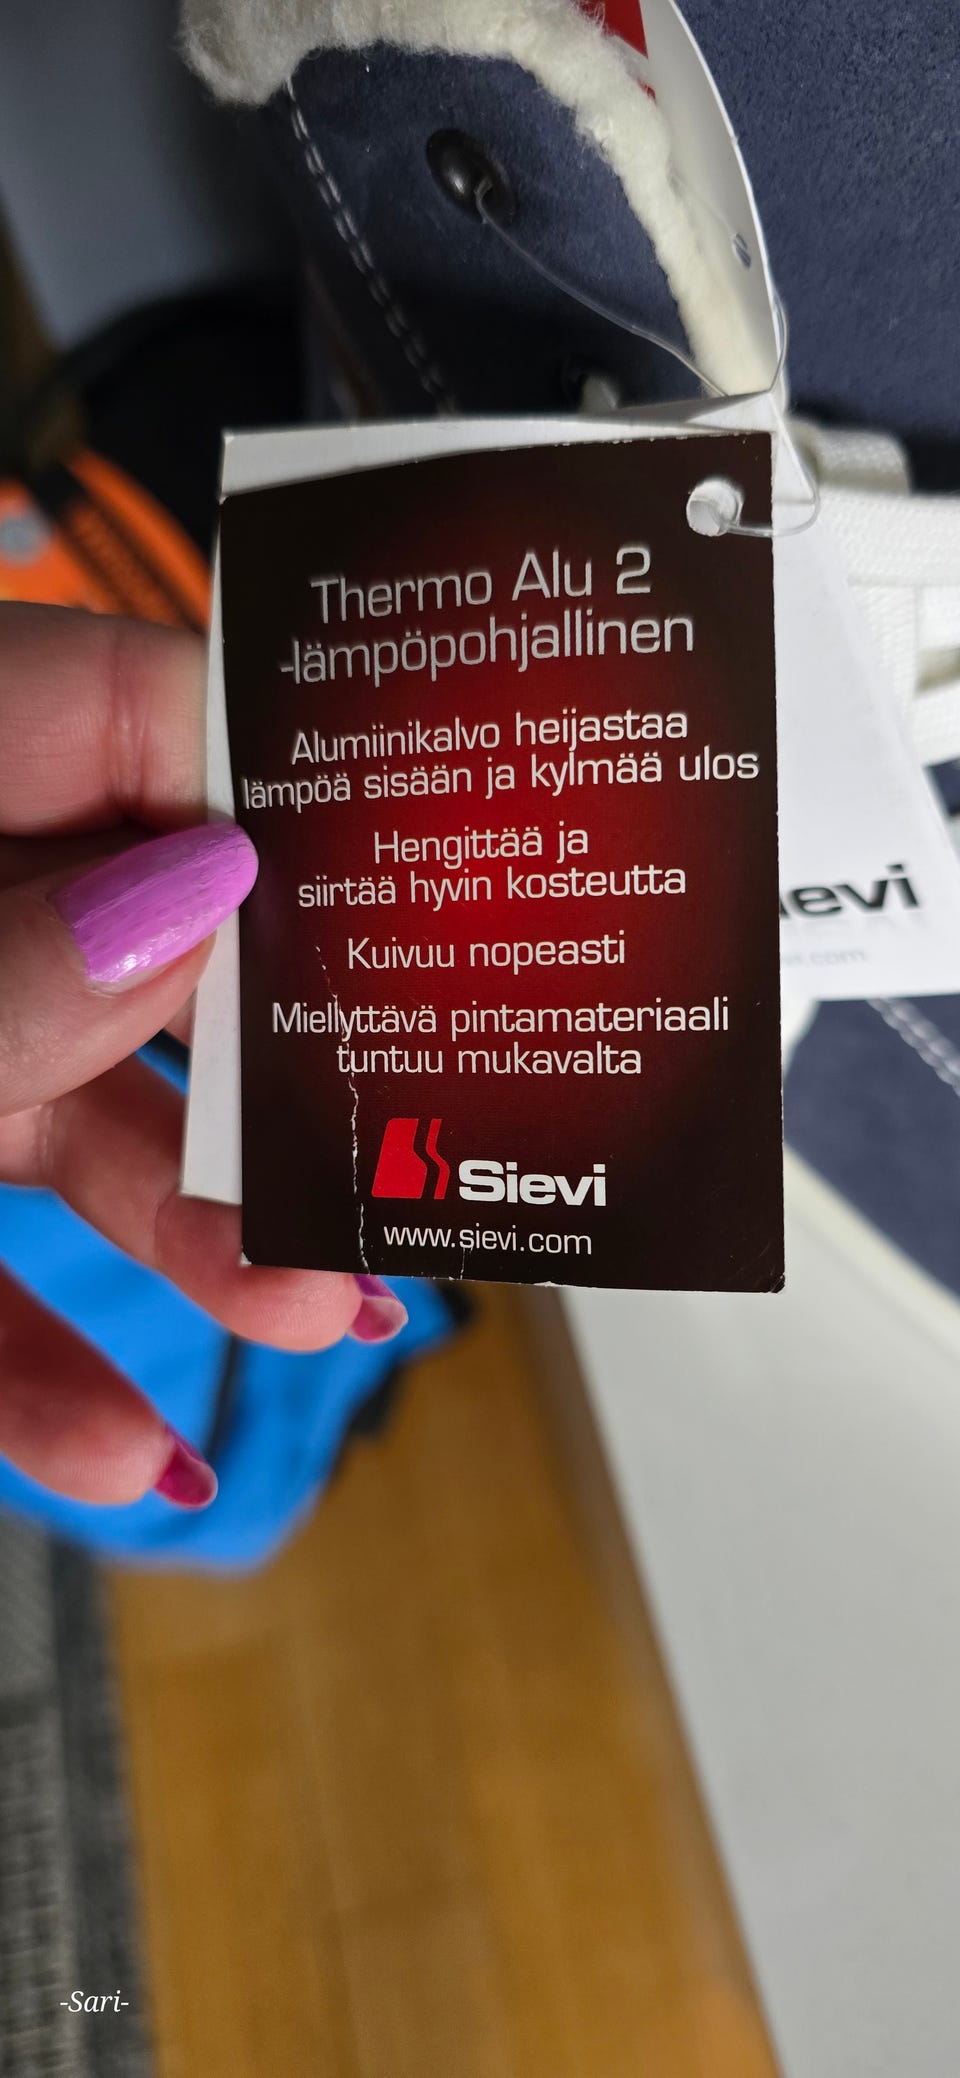 Thermo Alu 2
-lämpöpohjallinen
Alumiinikalvo heijastaa
lämpöä sisään ja kylmää ulos
Hengittää ja
siirtää hyvin kosteutta
Kuivuu nopeasti
Miellyttävä pintamateriaali
tuntuu mukavalta
Sievi
www.sievi.com
ievi
-Sari-